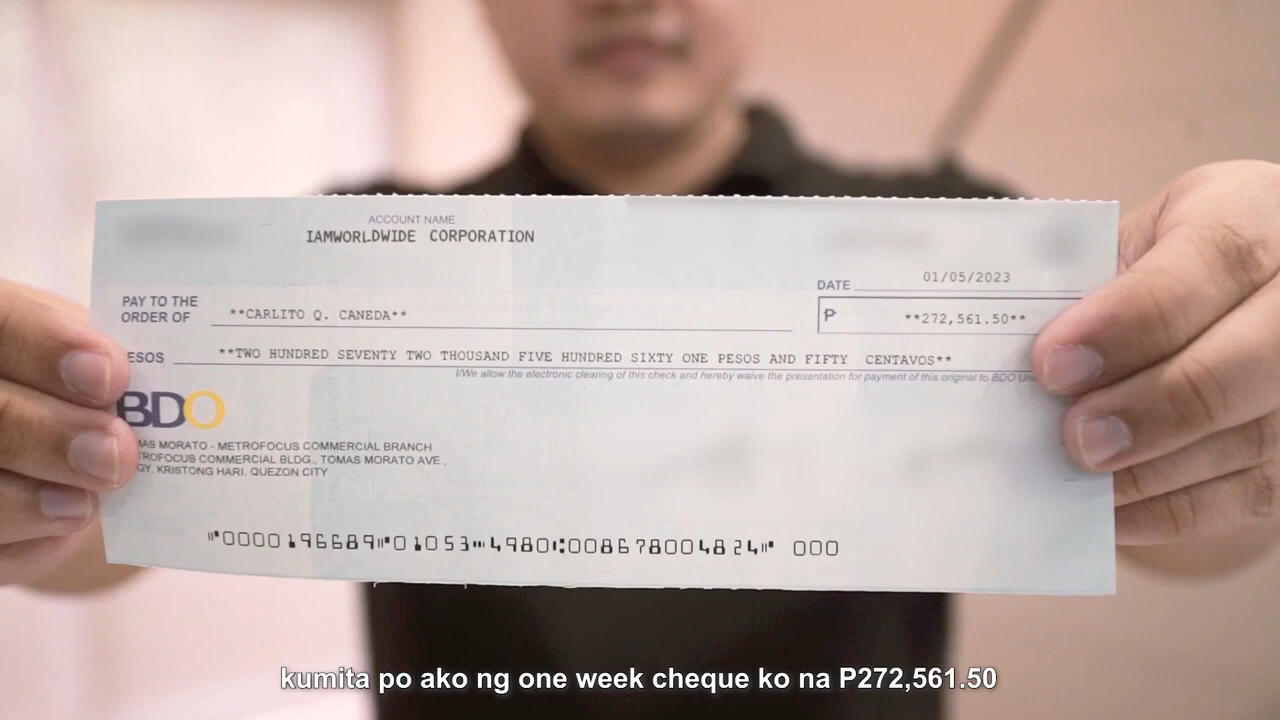 ACCOUNT NAME
IAMWORLDWIDE CORPORATION
DATE 01/05/2023
PAY TO THE
ORDER OF **CARLITO Q. CANEDA** ₱ **272,561.50**
ESOS **TWO HUNDRED SEVENTY TWO THOUSAND FIVE HUNDRED SIXTY ONE PESOS AND FIFTY CENTAVOS**
I/We allow the electronic clearing of this check and hereby waive the presentation for payment of this original to BDO
BDO
MAS MORATO - METROFOCUS COMMERCIAL BRANCH
TROFOCUS COMMERCIAL BLDG., TOMAS MORATO AVE.,
GY. KRISTONG HARI, QUEZON CITY
⑈0000196689⑈01053⑉4980⑆008678004824⑈ 000
kumita po ako ng one week cheque ko na P272,561.50